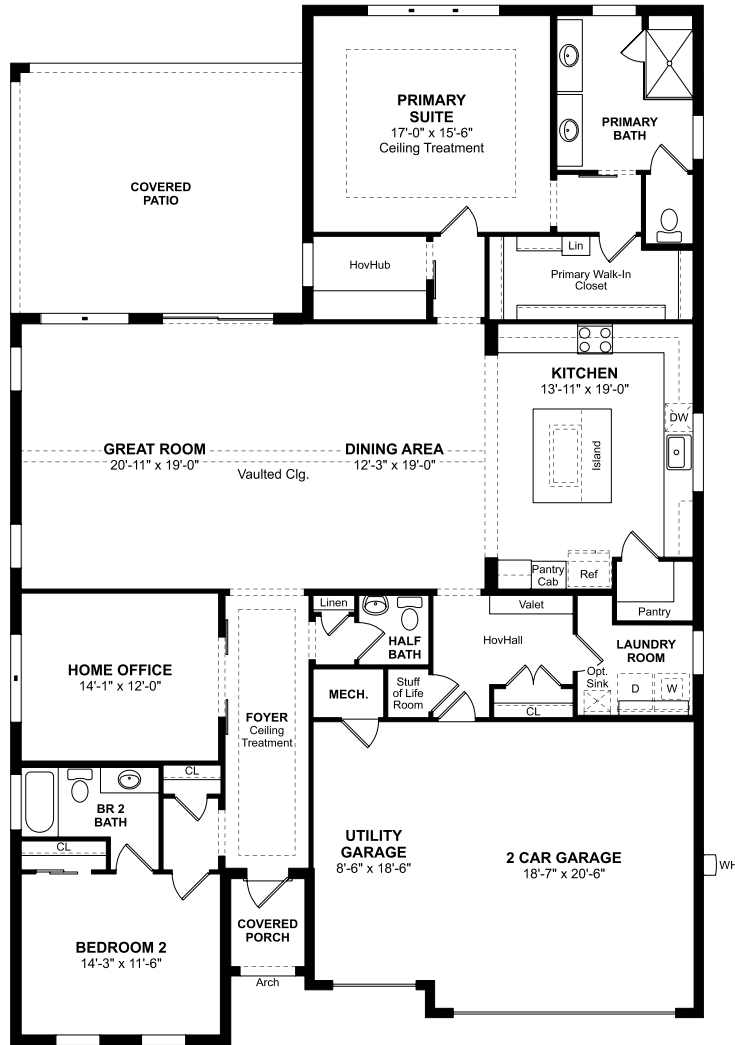 PRIMARY
SUITE
17'-0" x 15'-6"
Ceiling Treatment
PRIMARY
BATH
COVERED
PATIO
HovHub
Lin
Primary Walk-In
Closet
KITCHEN
13'-11" x 19'-0"
DW
Island
GREAT ROOM
20'-11" x 19'-0"
DINING AREA
12'-3" x 19'-0"
Vaulted Clg.
Pantry
Cab
Ref
Pantry
Linen
HALF
BATH
Valet
HovHall
LAUNDRY
ROOM
Opt.
Sink
D
W
CL
HOME OFFICE
14'-1" x 12'-0"
MECH.
Stuff
of Life
Room
FOYER
Ceiling
Treatment
CL
BR 2
BATH
CL
UTILITY
GARAGE
8'-6" x 18'-6"
2 CAR GARAGE
18'-7" x 20'-6"
WH
COVERED
PORCH
Arch
BEDROOM 2
14'-3" x 11'-6"